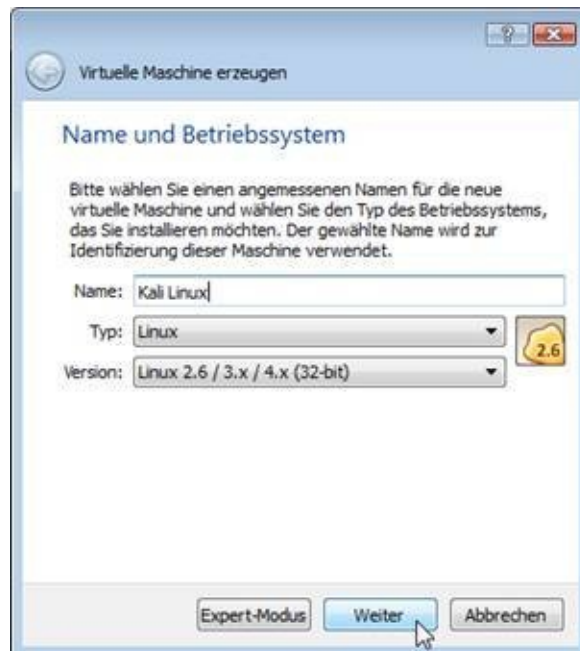 ?
Virtuelle Maschine erzeugen
Name und Betriebssystem
Bitte wählen Sie einen angemessenen Namen für die neue
virtuelle Maschine und wählen Sie den Typ des Betriebssystems,
das Sie installieren möchten. Der gewählte Name wird zur
Identifizierung dieser Maschine verwendet.
Name: Kali Linux
Typ: Linux
2.6
Version: Linux 2.6 / 3.x / 4.x (32-bit)
Expert-Modus Weiter Abbrechen